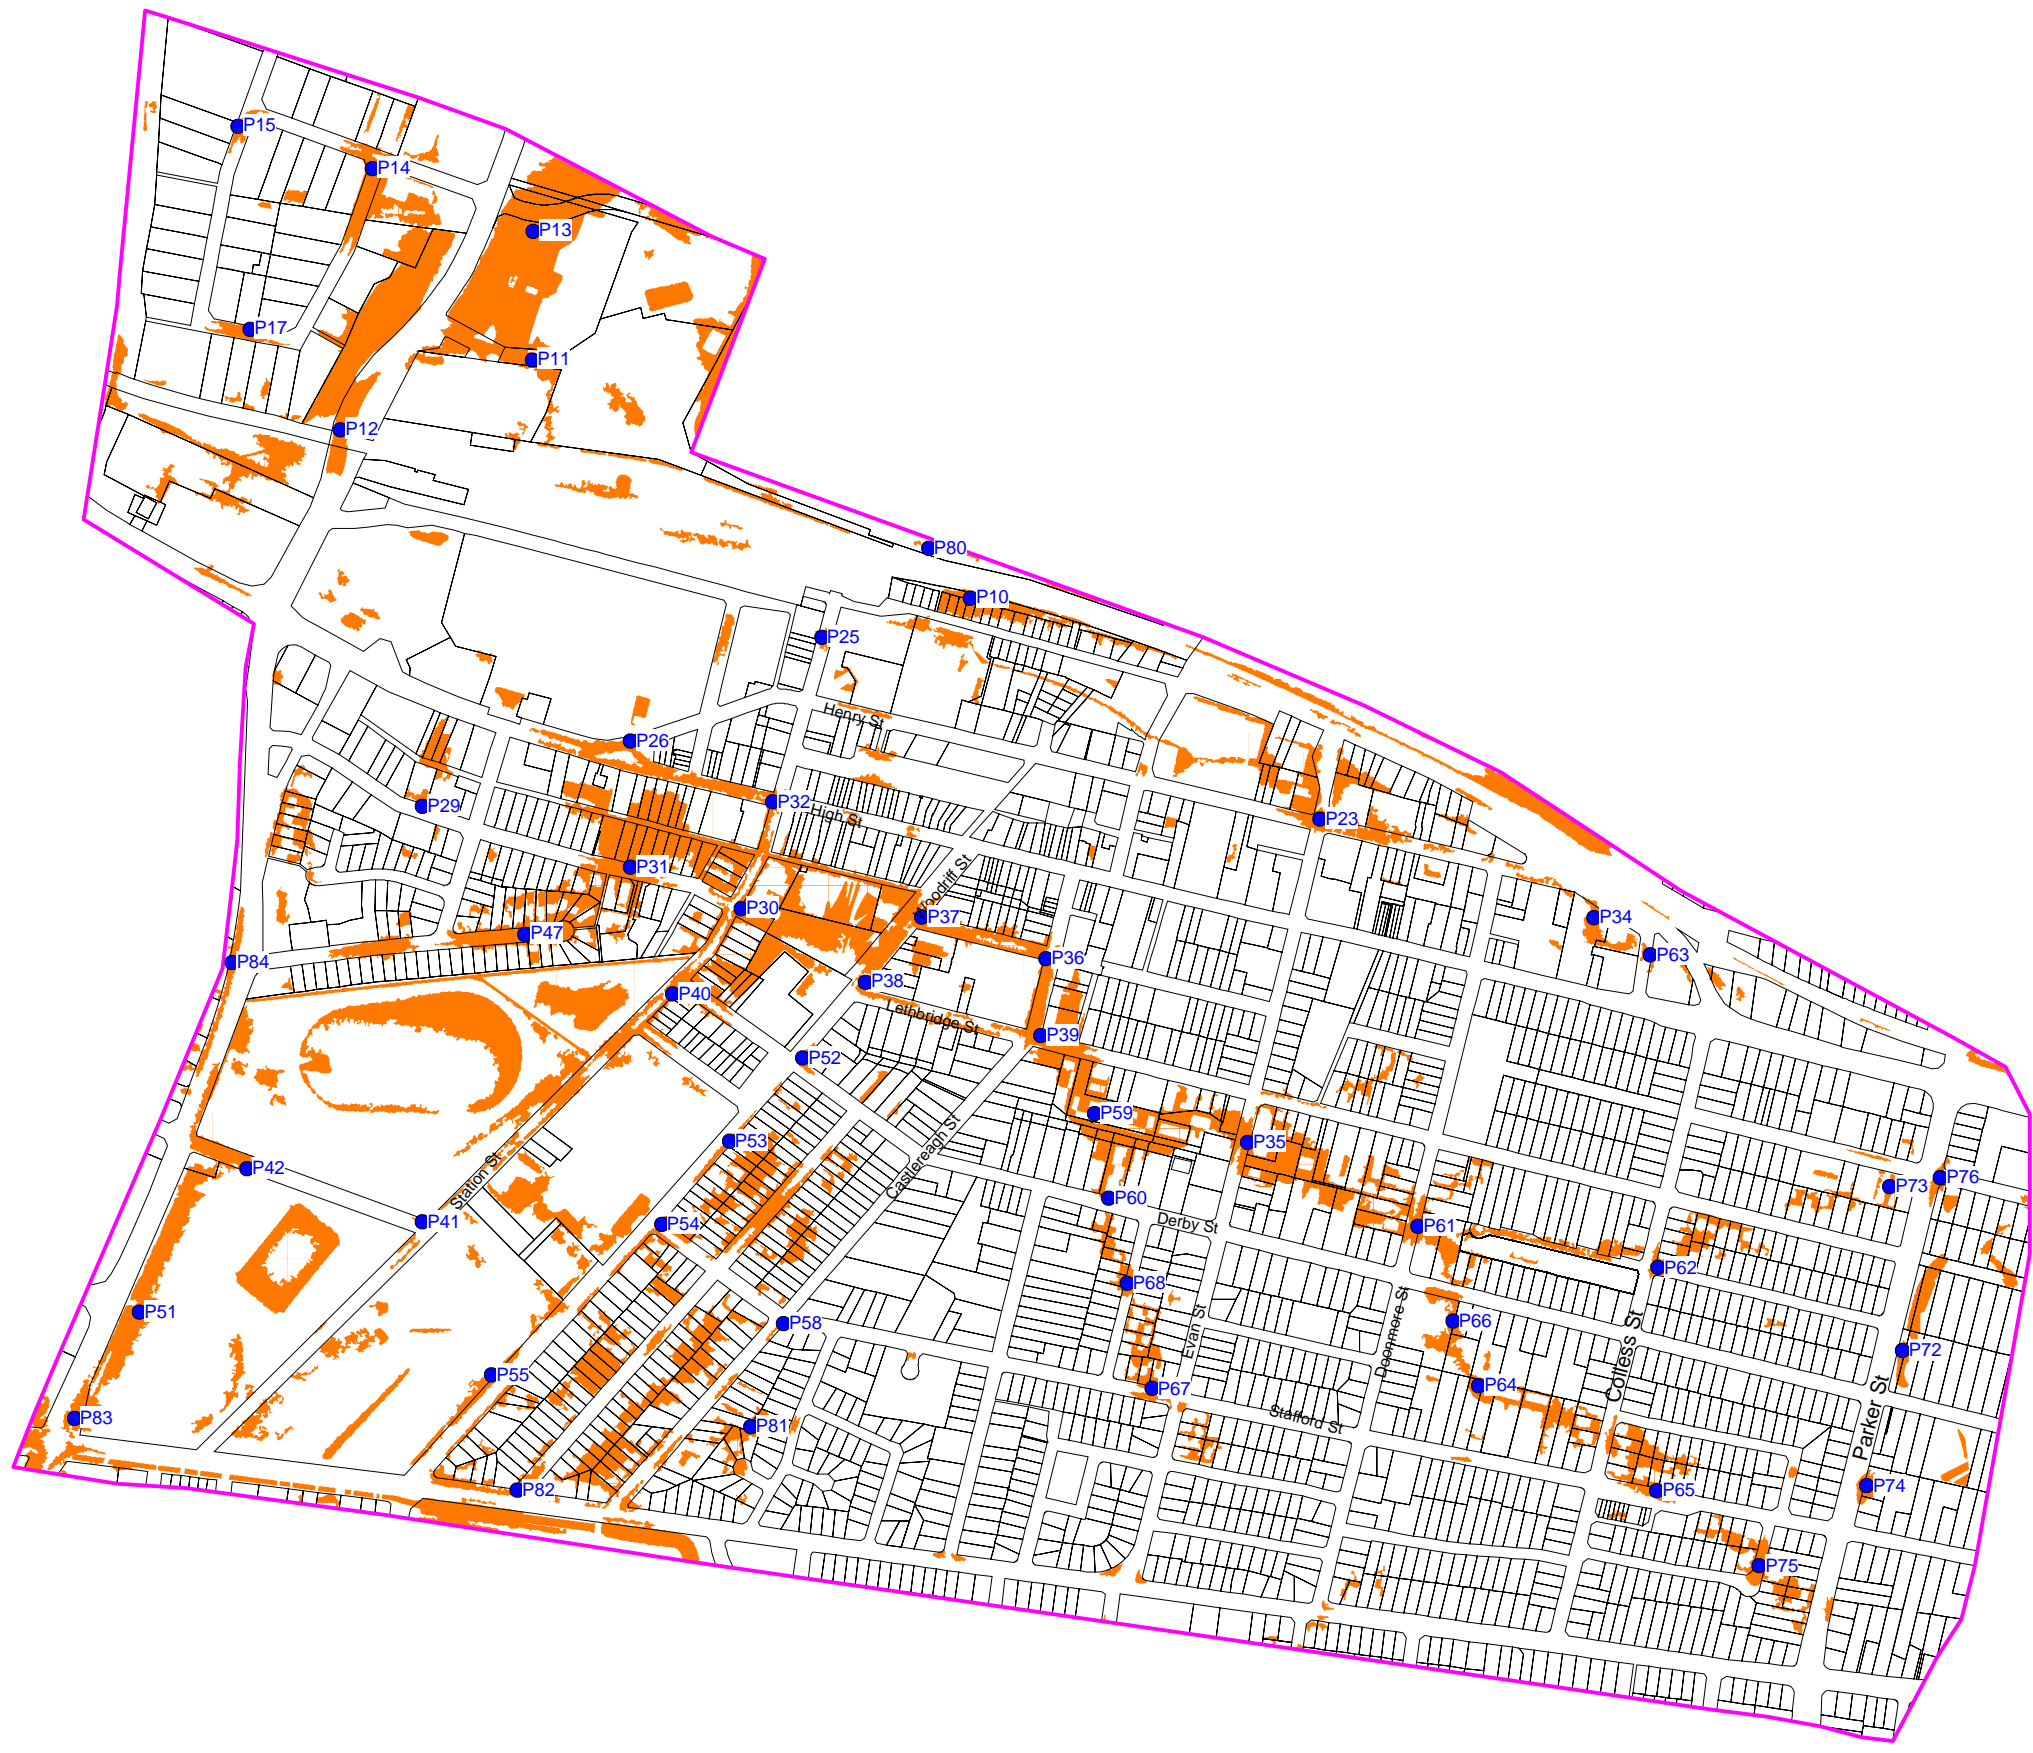 P15
P14
P13
P17
P11
P12
P80
P10
P25
Henry St
P26
P32
P29
High St
P23
P31
Woodriff St
P30
P37
P34
P47
P36
P63
P84
P38
P40
Lethbridge St
P39
P52
P59
P53
P35
Castlereagh St
P42
Station St
P76
P73
P60
P41
P54
Derby St
P61
P62
P68
P51
P58
Evan St
Doonmore St
P66
Colless St
P72
P55
P67
P64
P83
P81
Stafford St
Parker St
P82
P65
P74
P75